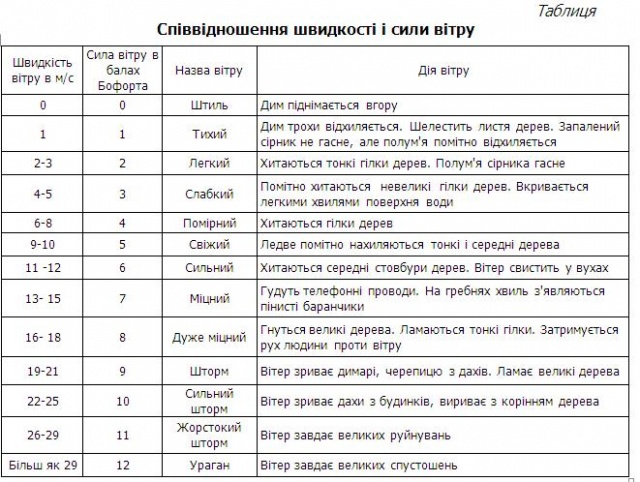 Таблиця
Співвідношення швидкості і сили вітру
Швидкість вітру в м/с | Сила вітру в балах Бофорта | Назва вітру | Дія вітру
0 | 0 | Штиль | Дим піднімається вгору
1 | 1 | Тихий | Дим трохи відхиляється. Шелестить листя дерев. Запалений сірник не гасне, але полум'я помітно відхиляється
2-3 | 2 | Легкий | Хитаються тонкі гілки дерев. Полум'я сірника гасне
4-5 | 3 | Слабкий | Помітно хитаються невеликі гілки дерев. Вкривається легкими хвилями поверхня води
6-8 | 4 | Помірний | Хитаються гілки дерев
9-10 | 5 | Свіжий | Ледве помітно нахиляються тонкі і середні дерева
11 -12 | 6 | Сильний | Хитаються середні стовбури дерев. Вітер свистить у вухах
13- 15 | 7 | Міцний | Гудуть телефонні проводи. На гребнях хвиль з'являються пінисті баранчики
16- 18 | 8 | Дуже міцний | Гнуться великі дерева. Ламаються тонкі гілки. Затримується рух людини проти вітру
19-21 | 9 | Шторм | Вітер зриває димарі, черепицю з дахів. Ламає великі дерева
22-25 | 10 | Сильний шторм | Вітер зриває дахи з будинків, вириває з корінням дерева
26-29 | 11 | Жорстокий шторм | Вітер завдає великих руйнувань
Більш як 29 | 12 | Ураган | Вітер завдає великих спустошень